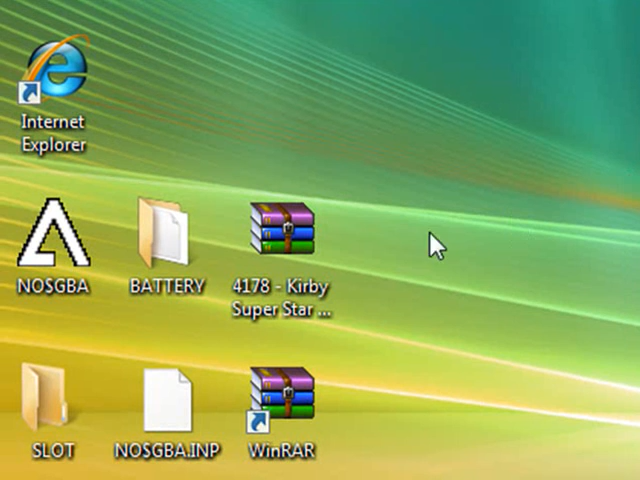 Internet
Explorer
NO$GBA
BATTERY
4178 - Kirby
Super Star ...
SLOT
NO$GBA.INP
WinRAR